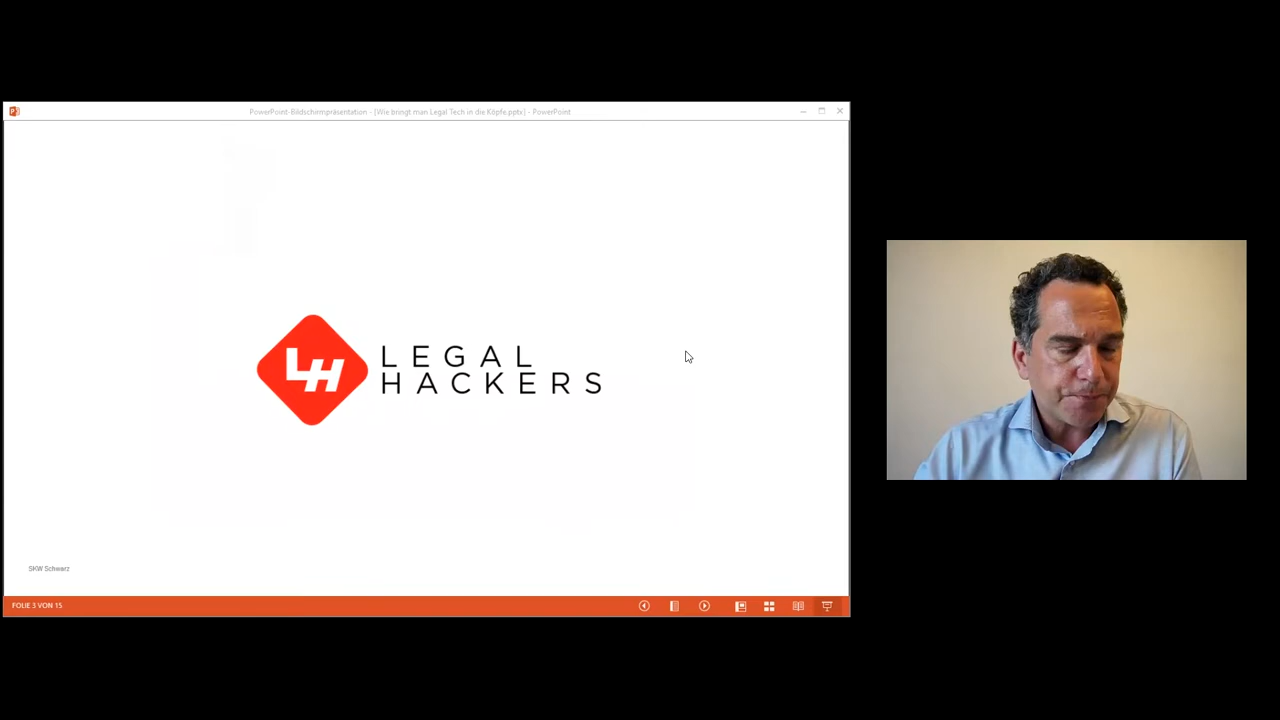 PowerPoint-Bildschirmpräsentation - [Wie bringt man Legal Tech in die Köpfe.pptx] - PowerPoint
LH
LEGAL
HACKERS
SKW Schwarz
FOLIE 3 VON 15